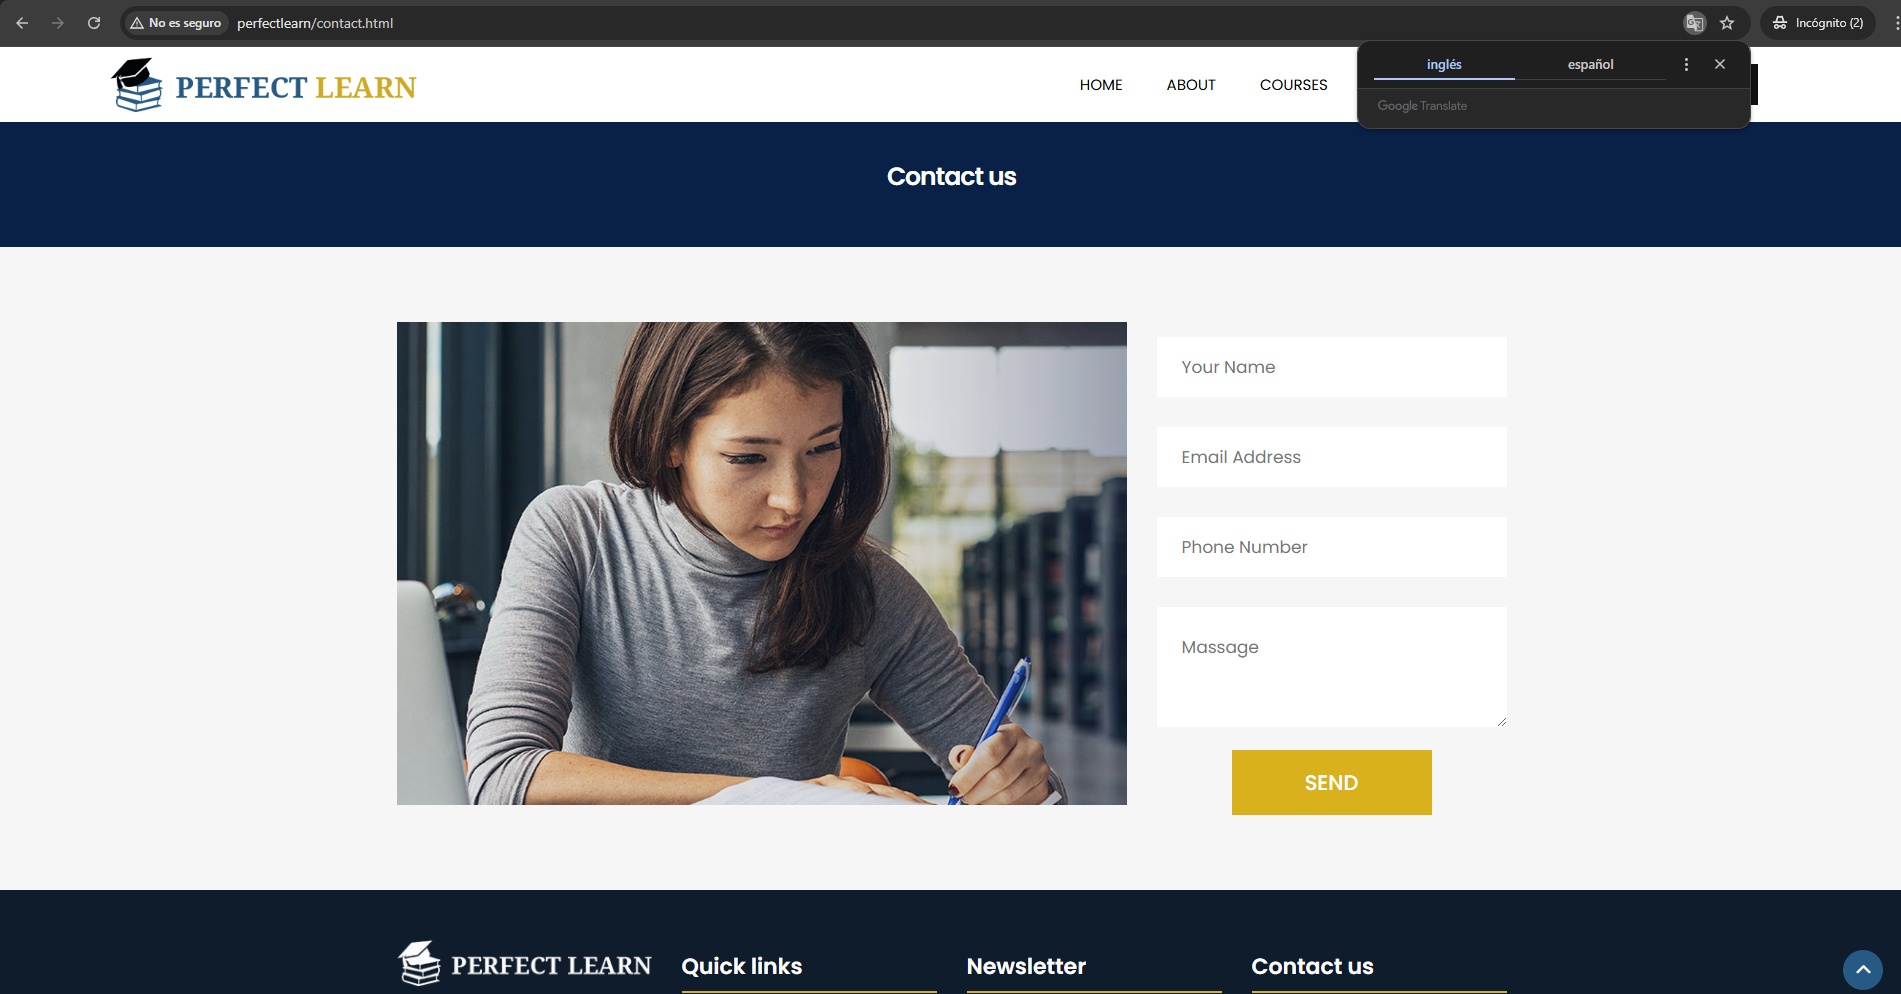 No es seguro
perfectlearn/contact.html
Incógnito (2)
inglés
español
Google Translate
PERFECT LEARN
HOME
ABOUT
COURSES
Contact us
Your Name
Email Address
Phone Number
Massage
SEND
PERFECT LEARN
Quick links
Newsletter
Contact us